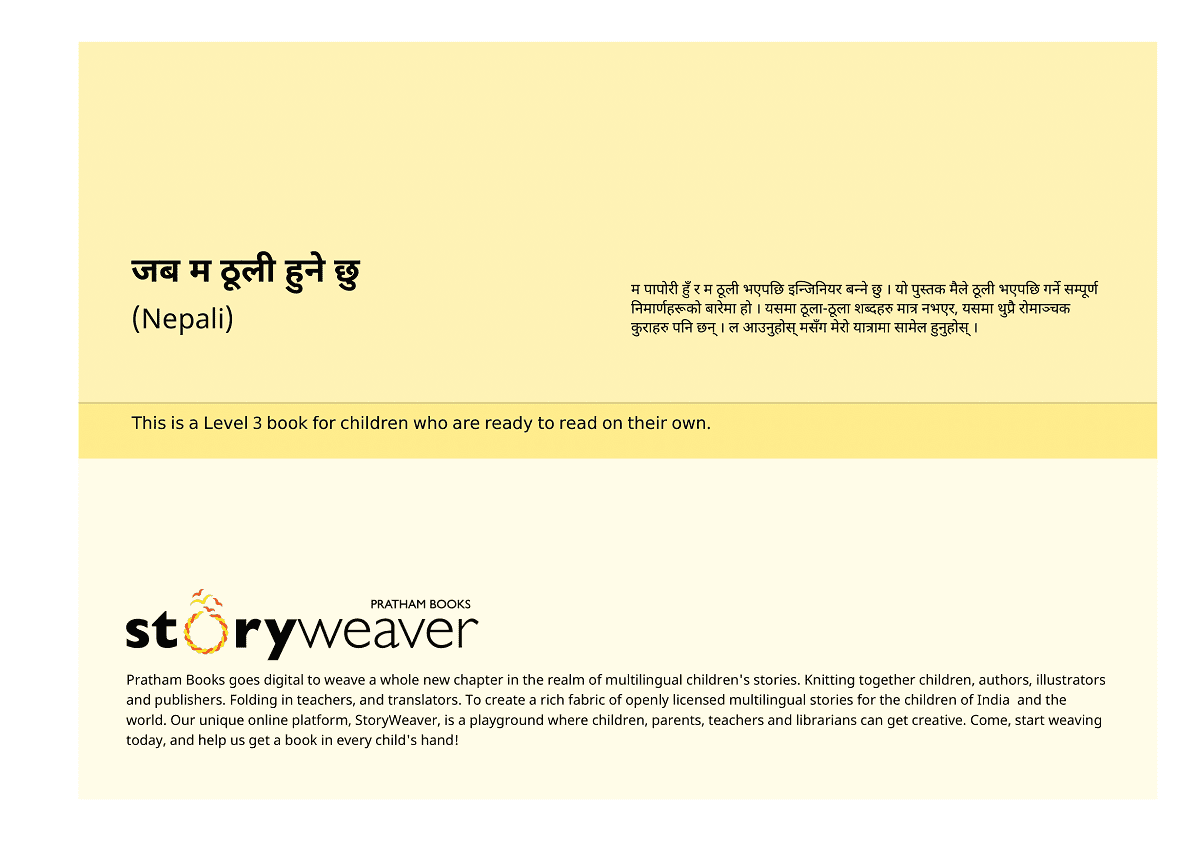 जब म ठूली हुने छु
(Nepali)
म पापोरी हुँ र म ठूली भएपछि इन्जिनियर बन्ने छु । यो पुस्तक मैले ठूली भएपछि गर्ने सम्पूर्ण
निमार्णहरूको बारेमा हो । यसमा ठूला-ठूला शब्दहरु मात्र नभएर, यसमा थुप्रै रोमाञ्चक
कुराहरु पनि छन् । ल आउनुहोस् मसँग मेरो यात्रामा सामेल हुनुहोस् ।
This is a Level 3 book for children who are ready to read on their own.
PRATHAM BOOKS
storyweaver
Pratham Books goes digital to weave a whole new chapter in the realm of multilingual children's stories. Knitting together children, authors, illustrators
and publishers. Folding in teachers, and translators. To create a rich fabric of openly licensed multilingual stories for the children of India and the
world. Our unique online platform, StoryWeaver, is a playground where children, parents, teachers and librarians can get creative. Come, start weaving
today, and help us get a book in every child's hand!